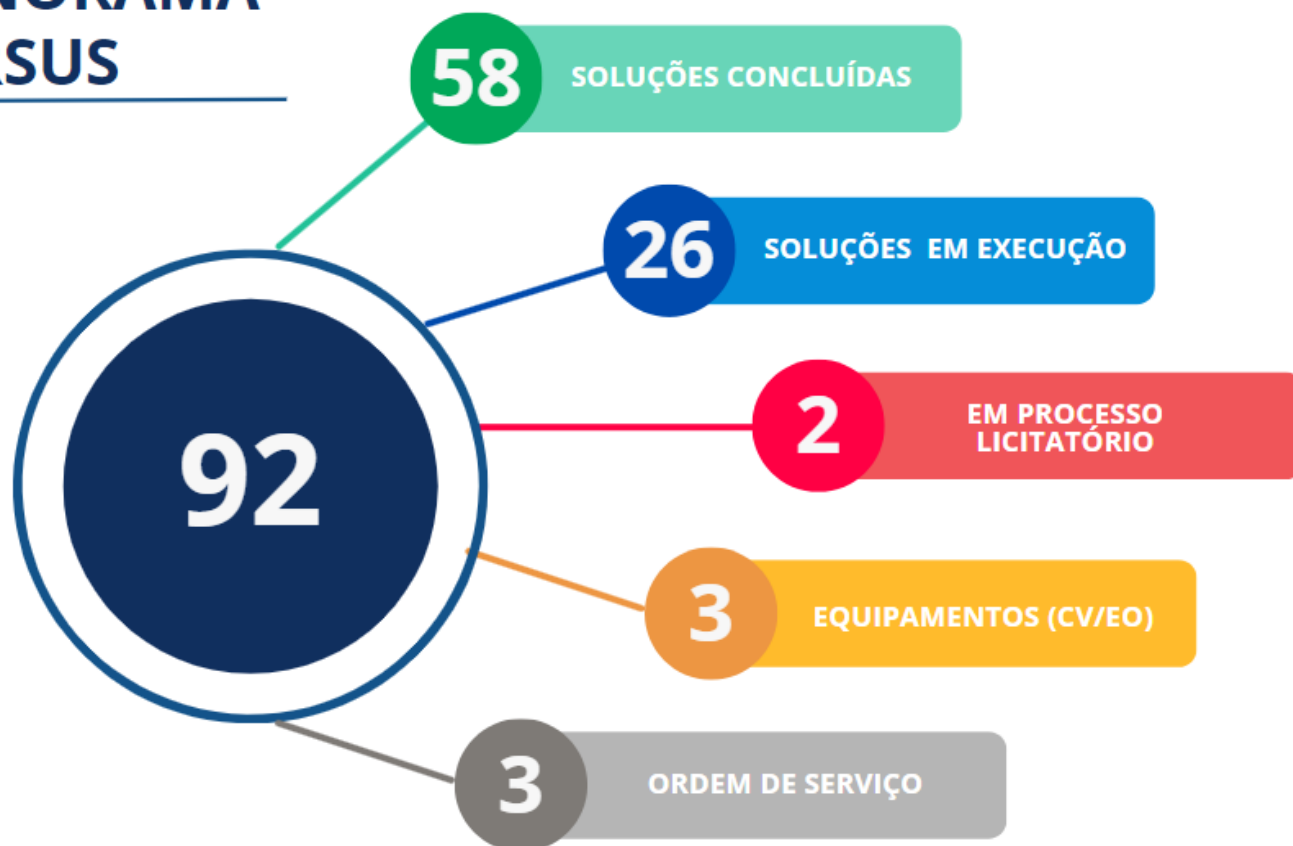 58
SOLUÇÕES CONCLUÍDAS
26
SOLUÇÕES EM EXECUÇÃO
92
2
EM PROCESSO
LICITATÓRIO
3
EQUIPAMENTOS (CV/EO)
3
ORDEM DE SERVIÇO